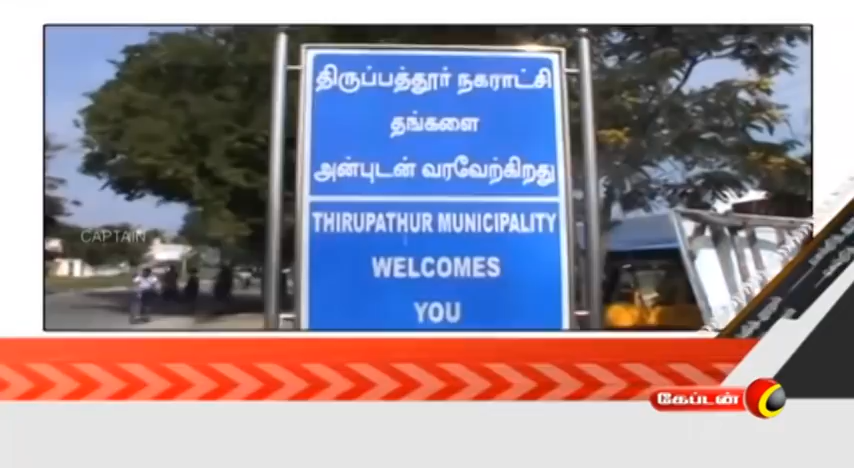 திருப்பத்தூர் நகராட்சி
தங்களை
அன்புடன் வரவேற்கிறது
THIRUPATHUR MUNICIPALITY
WELCOMES
YOU
CAPTAIN
கேப்டன்